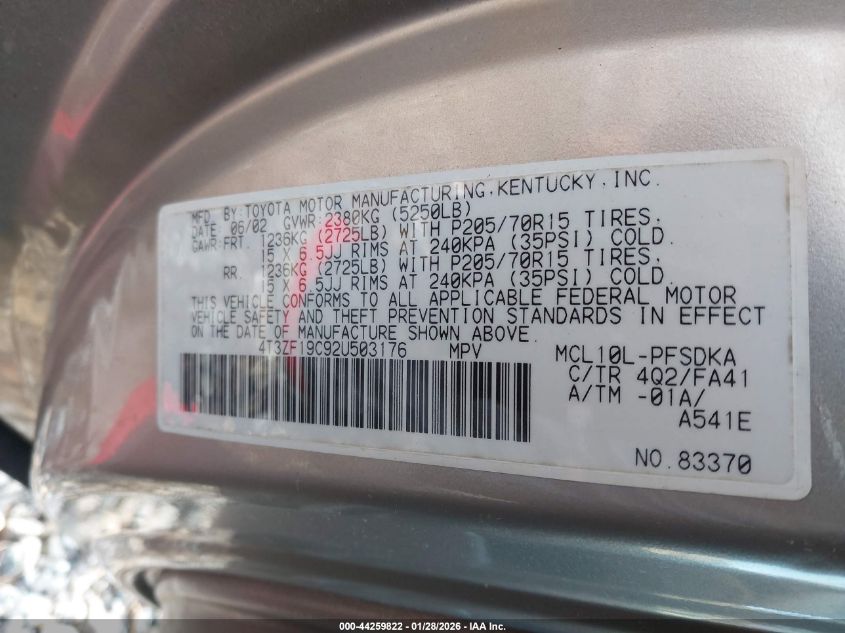 MFD. BY:TOYOTA MOTOR MANUFACTURING,KENTUCKY,INC.
DATE: 06/02 GVWR:2380KG (5250LB)
GAWR:FRT. 1236KG (2725LB) WITH P205/70R15 TIRES,
15 X 6.5JJ RIMS AT 240KPA (35PSI) COLD.
RR. 1236KG (2725LB) WITH P205/70R15 TIRES,
15 X 6.5JJ RIMS AT 240KPA (35PSI) COLD.
THIS VEHICLE CONFORMS TO ALL APPLICABLE FEDERAL MOTOR
VEHICLE SAFETY AND THEFT PREVENTION STANDARDS IN EFFECT
ON THE DATE OF MANUFACTURE SHOWN ABOVE.
4T3ZF19C92U503176 MPV MCL10L-PFSDKA
C/TR 4Q2/FA41
A/TM -01A/
A541E
NO.83370
000-44259822 | 01/28/2026 - IAA Inc.